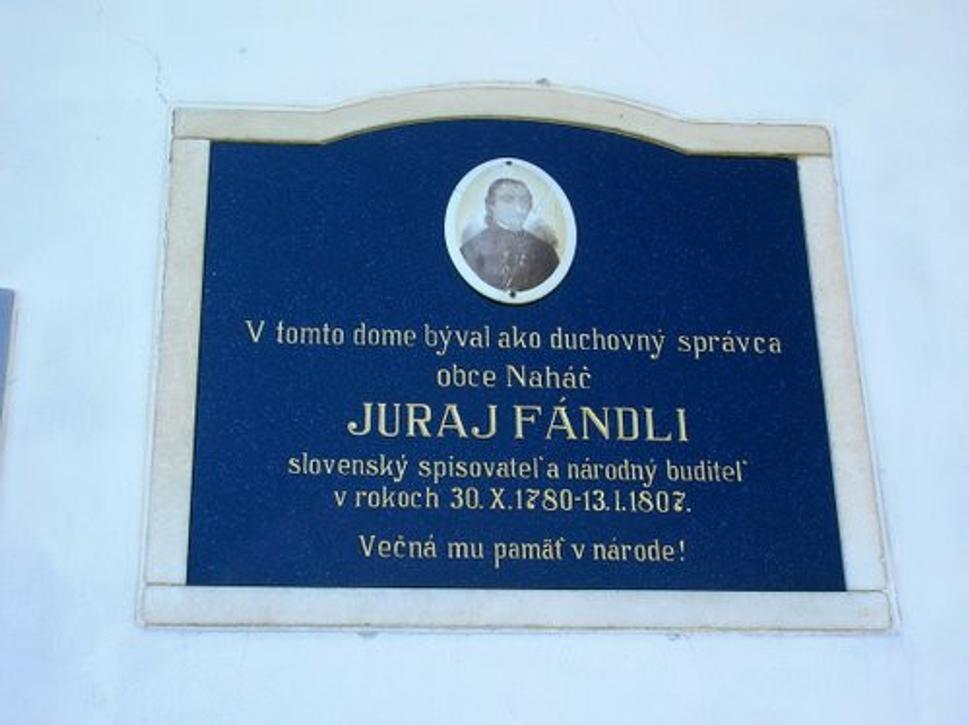 V tomto dome býval ako duchovný správca
obce Naháč
JURAJ FÁNDLI
slovenský spisovateľ a národný buditeľ
v rokoch 30.X.1780-13.I.1807.
Večná mu pamäť v národe!